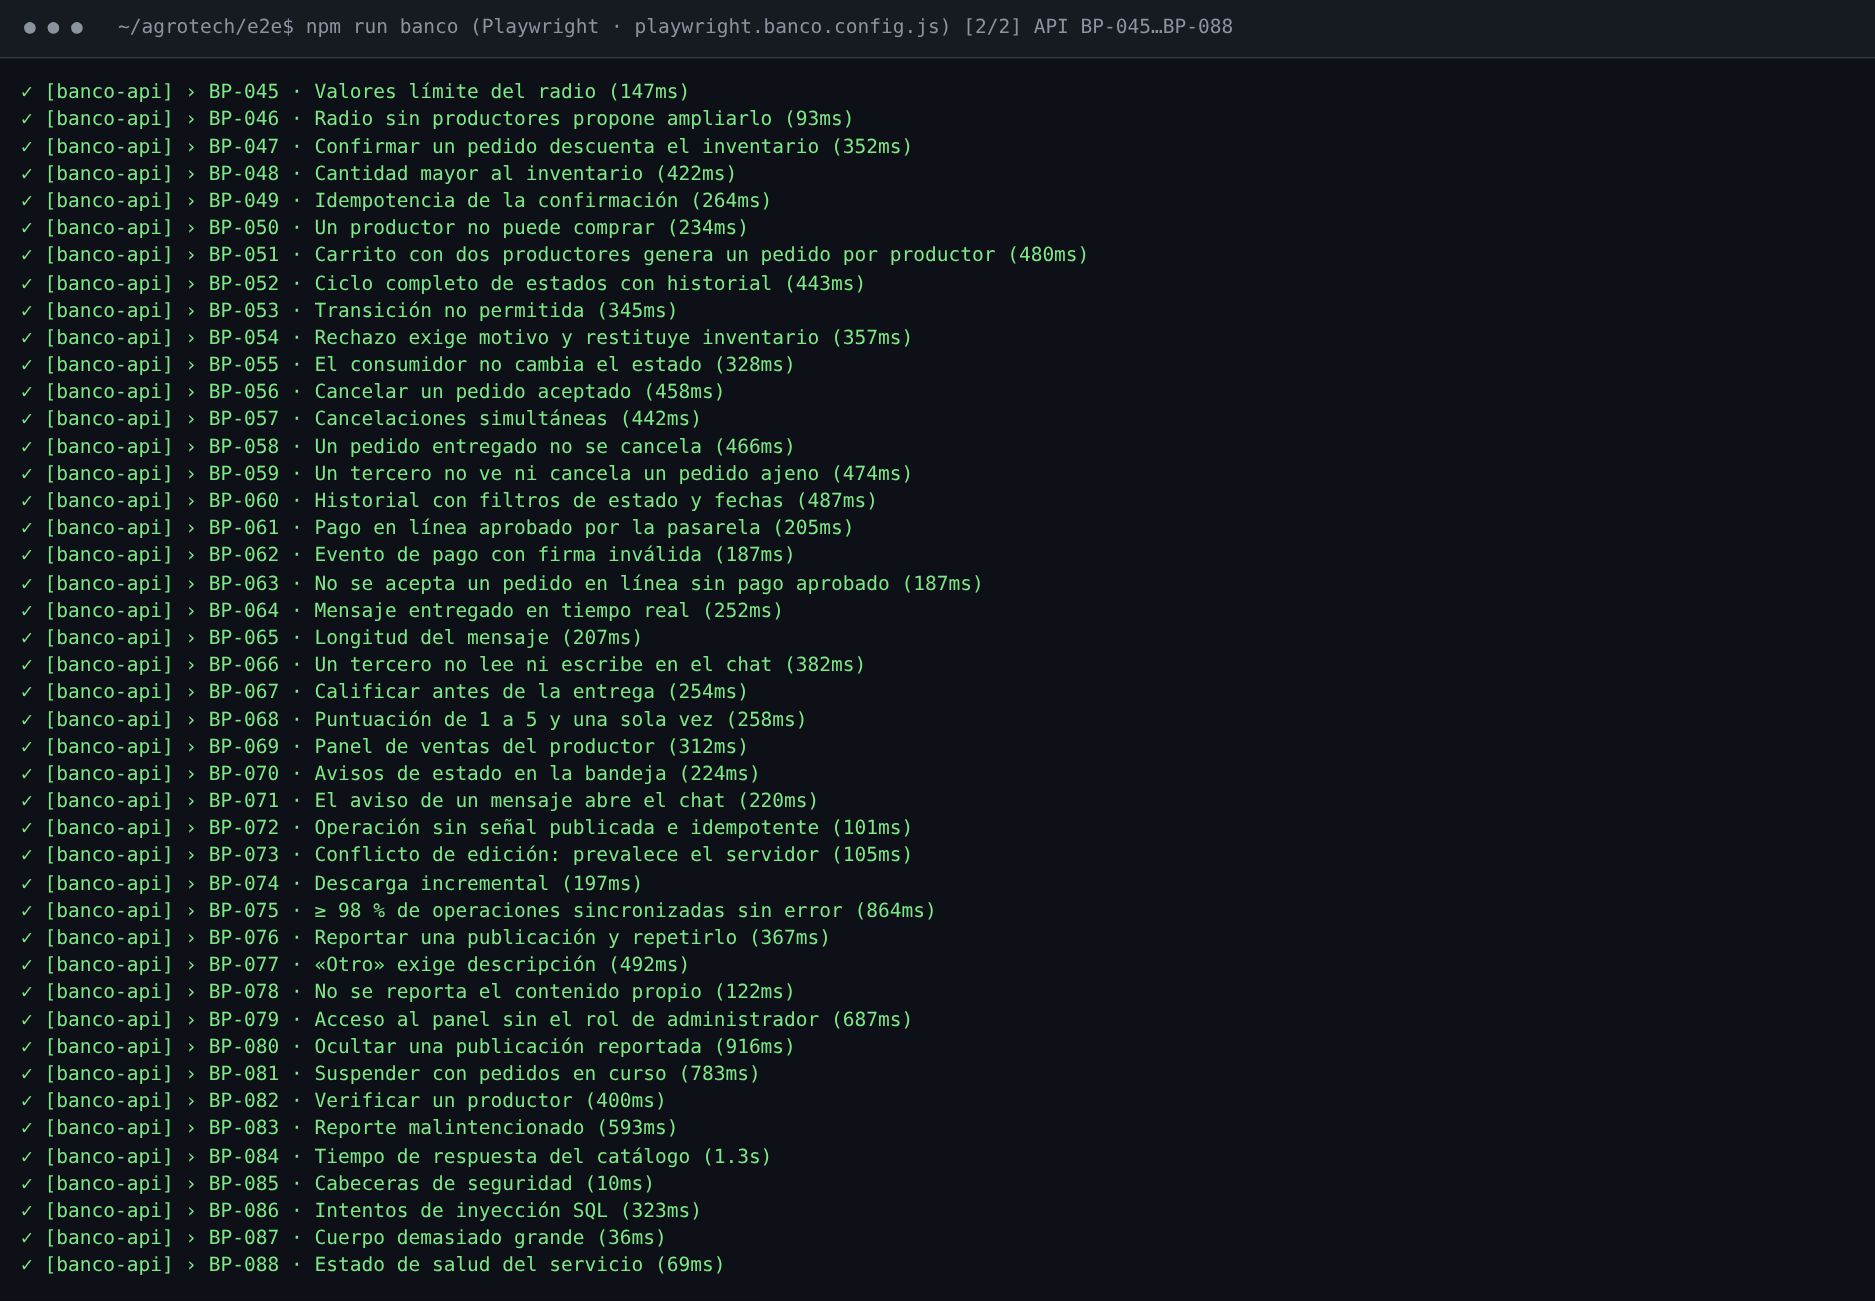 ~/agrotech/e2e$ npm run banco (Playwright · playwright.banco.config.js) [2/2] API BP-045…BP-088
✓ [banco-api] › BP-045 · Valores límite del radio (147ms)
✓ [banco-api] › BP-046 · Radio sin productores propone ampliarlo (93ms)
✓ [banco-api] › BP-047 · Confirmar un pedido descuenta el inventario (352ms)
✓ [banco-api] › BP-048 · Cantidad mayor al inventario (422ms)
✓ [banco-api] › BP-049 · Idempotencia de la confirmación (264ms)
✓ [banco-api] › BP-050 · Un productor no puede comprar (234ms)
✓ [banco-api] › BP-051 · Carrito con dos productores genera un pedido por productor (480ms)
✓ [banco-api] › BP-052 · Ciclo completo de estados con historial (443ms)
✓ [banco-api] › BP-053 · Transición no permitida (345ms)
✓ [banco-api] › BP-054 · Rechazo exige motivo y restituye inventario (357ms)
✓ [banco-api] › BP-055 · El consumidor no cambia el estado (328ms)
✓ [banco-api] › BP-056 · Cancelar un pedido aceptado (458ms)
✓ [banco-api] › BP-057 · Cancelaciones simultáneas (442ms)
✓ [banco-api] › BP-058 · Un pedido entregado no se cancela (466ms)
✓ [banco-api] › BP-059 · Un tercero no ve ni cancela un pedido ajeno (474ms)
✓ [banco-api] › BP-060 · Historial con filtros de estado y fechas (487ms)
✓ [banco-api] › BP-061 · Pago en línea aprobado por la pasarela (205ms)
✓ [banco-api] › BP-062 · Evento de pago con firma inválida (187ms)
✓ [banco-api] › BP-063 · No se acepta un pedido en línea sin pago aprobado (187ms)
✓ [banco-api] › BP-064 · Mensaje entregado en tiempo real (252ms)
✓ [banco-api] › BP-065 · Longitud del mensaje (207ms)
✓ [banco-api] › BP-066 · Un tercero no lee ni escribe en el chat (382ms)
✓ [banco-api] › BP-067 · Calificar antes de la entrega (254ms)
✓ [banco-api] › BP-068 · Puntuación de 1 a 5 y una sola vez (258ms)
✓ [banco-api] › BP-069 · Panel de ventas del productor (312ms)
✓ [banco-api] › BP-070 · Avisos de estado en la bandeja (224ms)
✓ [banco-api] › BP-071 · El aviso de un mensaje abre el chat (220ms)
✓ [banco-api] › BP-072 · Operación sin señal publicada e idempotente (101ms)
✓ [banco-api] › BP-073 · Conflicto de edición: prevalece el servidor (105ms)
✓ [banco-api] › BP-074 · Descarga incremental (197ms)
✓ [banco-api] › BP-075 · ≥ 98 % de operaciones sincronizadas sin error (864ms)
✓ [banco-api] › BP-076 · Reportar una publicación y repetirlo (367ms)
✓ [banco-api] › BP-077 · «Otro» exige descripción (492ms)
✓ [banco-api] › BP-078 · No se reporta el contenido propio (122ms)
✓ [banco-api] › BP-079 · Acceso al panel sin el rol de administrador (687ms)
✓ [banco-api] › BP-080 · Ocultar una publicación reportada (916ms)
✓ [banco-api] › BP-081 · Suspender con pedidos en curso (783ms)
✓ [banco-api] › BP-082 · Verificar un productor (400ms)
✓ [banco-api] › BP-083 · Reporte malintencionado (593ms)
✓ [banco-api] › BP-084 · Tiempo de respuesta del catálogo (1.3s)
✓ [banco-api] › BP-085 · Cabeceras de seguridad (10ms)
✓ [banco-api] › BP-086 · Intentos de inyección SQL (323ms)
✓ [banco-api] › BP-087 · Cuerpo demasiado grande (36ms)
✓ [banco-api] › BP-088 · Estado de salud del servicio (69ms)